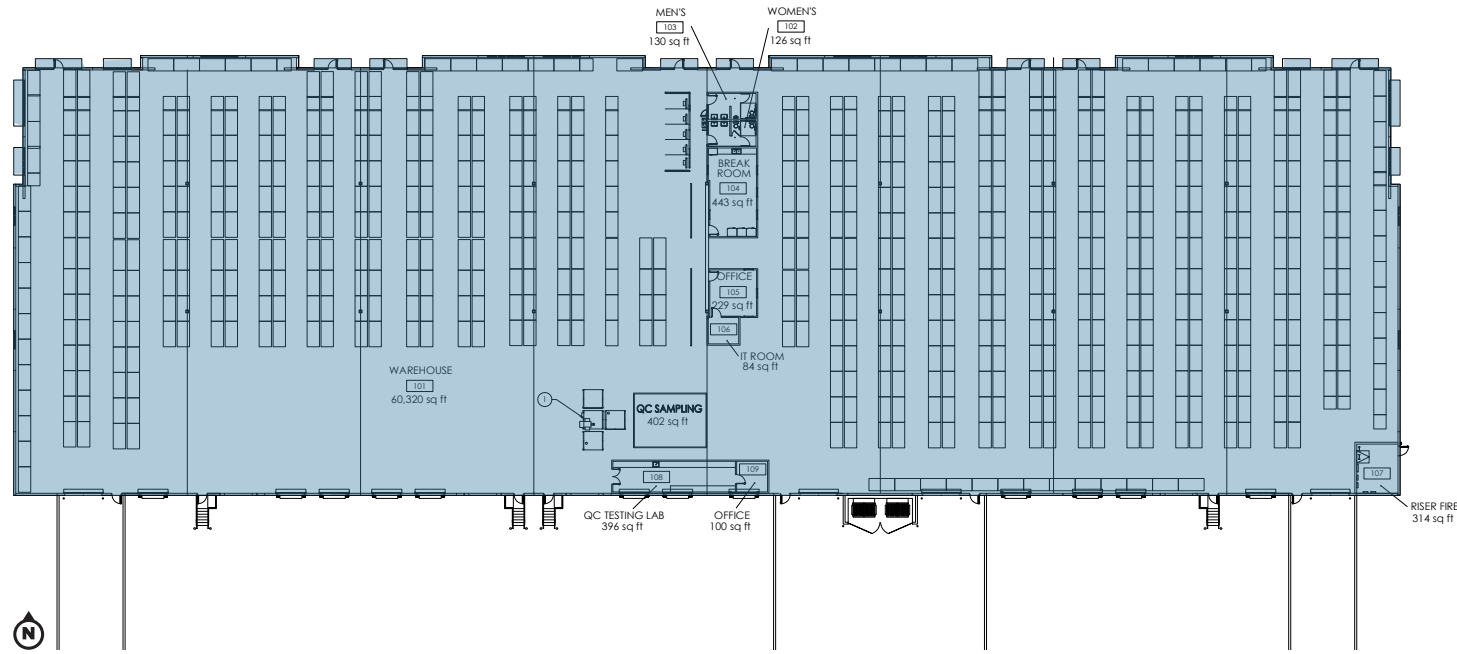 MEN'S
103
130 sq ft
WOMEN'S
102
126 sq ft
BREAK
ROOM
104
443 sq ft
OFFICE
105
229 sq ft
106
IT ROOM
84 sq ft
WAREHOUSE
101
60,320 sq ft
1
QC SAMPLING
402 sq ft
108
109
QC TESTING LAB
396 sq ft
OFFICE
100 sq ft
107
RISER FIRE
314 sq ft
N